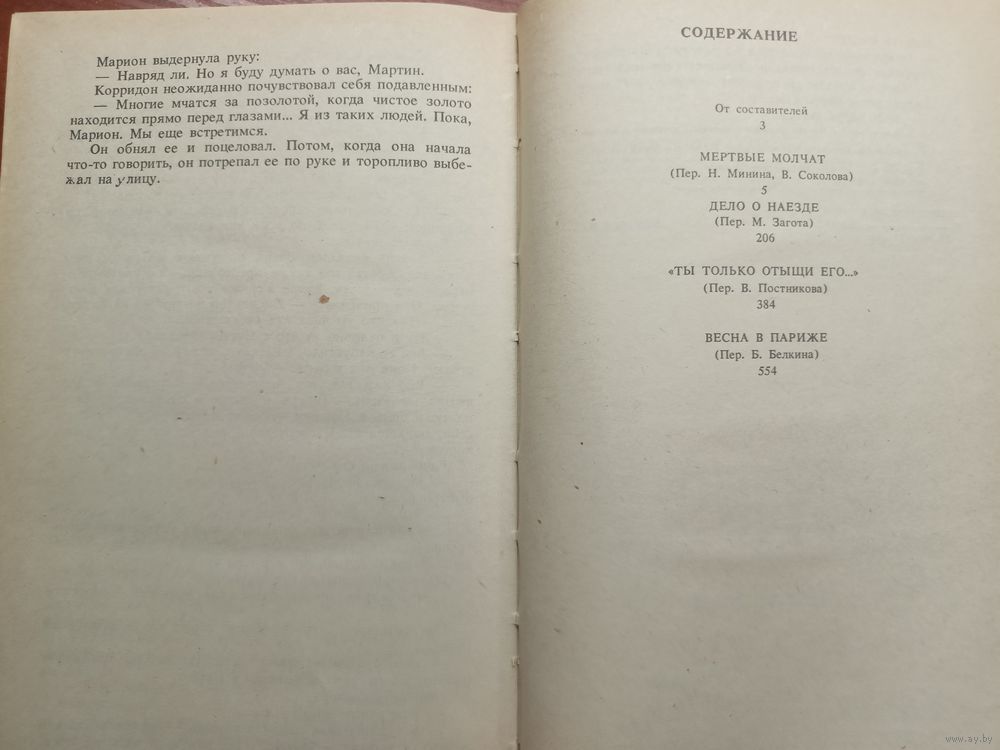 Марион выдернула руку:
— Навряд ли. Но я буду думать о вас, Мартин.
Корридон неожиданно почувствовал себя подавленным:
— Многие мчатся за позолотой, когда чистое золото
находится прямо перед глазами... Я из таких людей. Пока,
Марион. Мы еще встретимся.
Он обнял ее и поцеловал. Потом, когда она начала
что-то говорить, он потрепал ее по руке и торопливо выбе-
жал на улицу.
СОДЕРЖАНИЕ
От составителей
3
МЕРТВЫЕ МОЛЧАТ
(Пер. Н. Минина, В. Соколова)
5
ДЕЛО О НАЕЗДЕ
(Пер. М. Загота)
206
«ТЫ ТОЛЬКО ОТЫЩИ ЕГО...»
(Пер. В. Постникова)
384
ВЕСНА В ПАРИЖЕ
(Пер. Б. Белкина)
554
www.ay.by